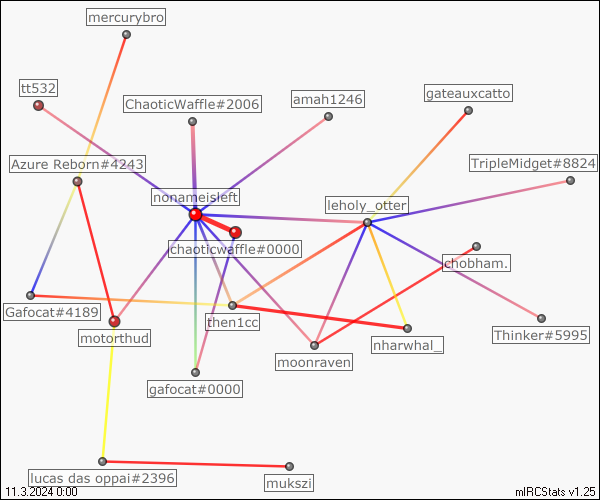 mercurybro
tt532
ChaoticWaffle#2006
amah1246
gateauxcatto
Azure Reborn#4243
TripleMidget#8824
nonameisleft
leholy_otter
chaoticwaffle#0000
chobham.
Gafocat#4189
then1cc
motorthud
nharwhal_
Thinker#5995
moonraven
gafocat#0000
lucas das oppai#2396
mukszi
11.3.2024 0:00
mIRCStats v1.25